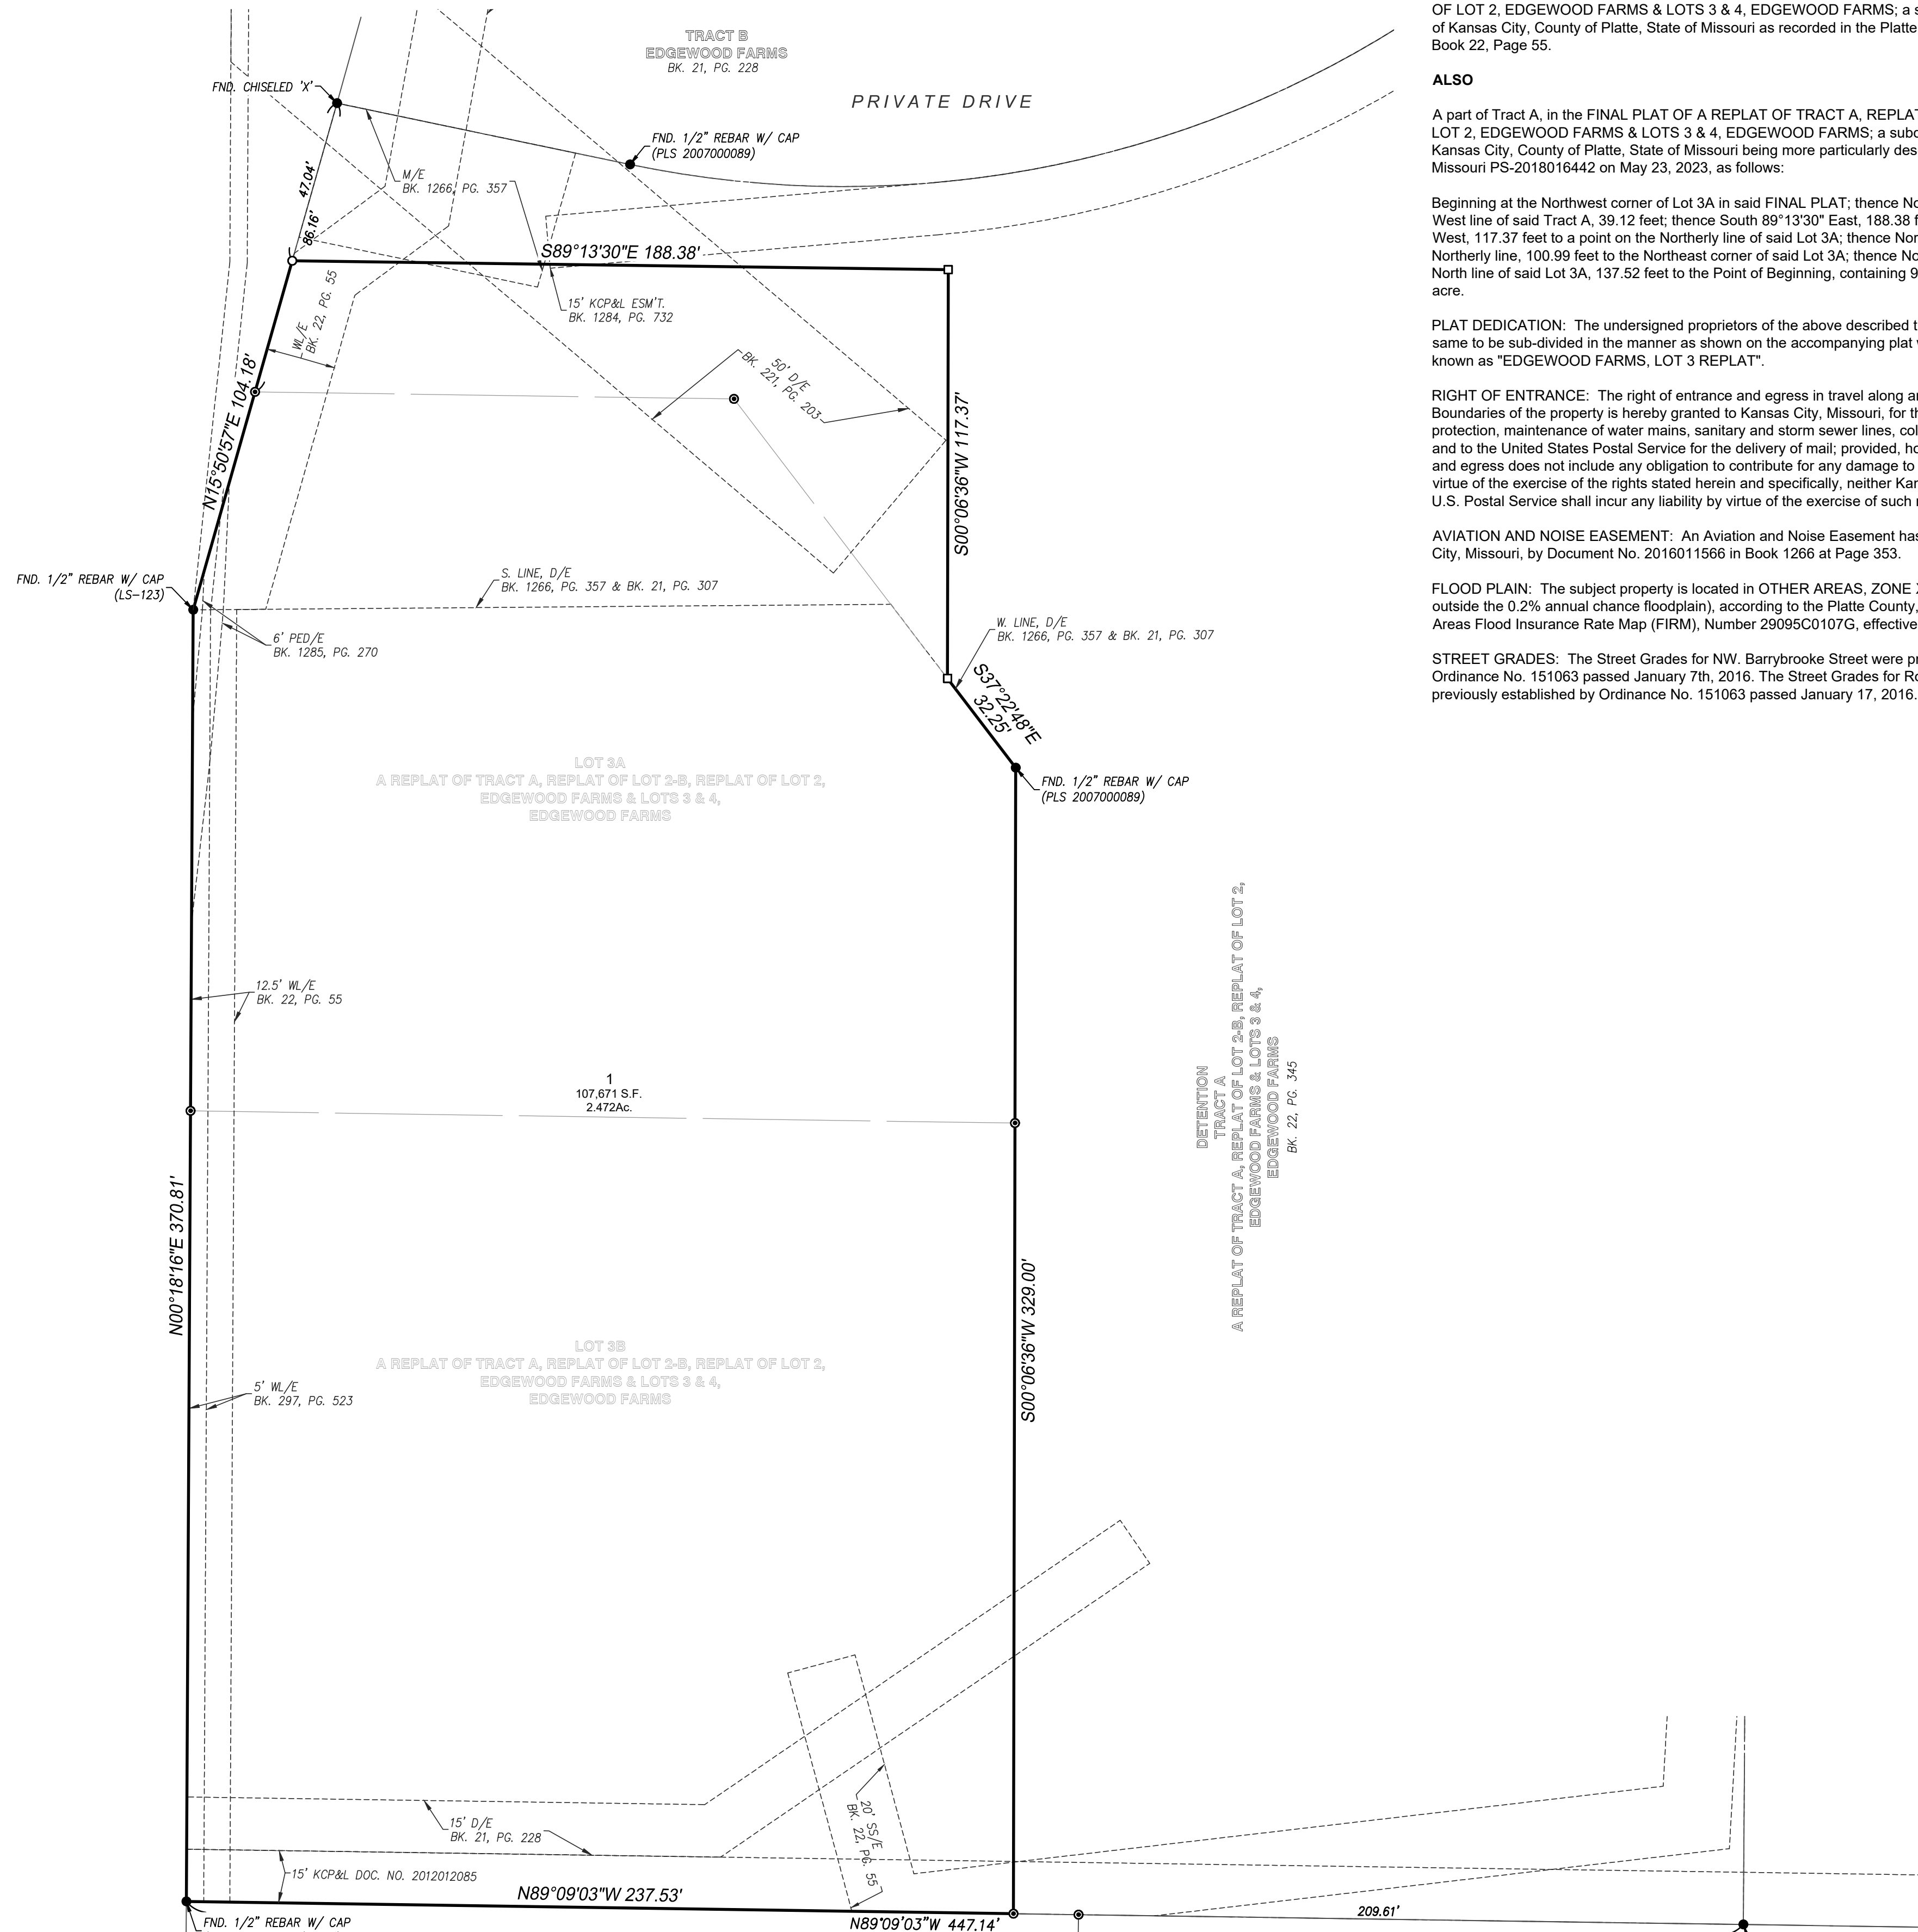 TRACT B
EDGEWOOD FARMS
BK. 21, PG. 228
PRIVATE DRIVE
FND. CHISELED 'X'
FND. 1/2" REBAR W/ CAP
(PLS 2007000089)
M/E
BK. 1266, PG. 357
47.04'
86.16'
S89°13'30"E 188.38'
15' KCP&L ESM'T.
BK. 1284, PG. 732
WL/E
BK. 22, PG. 55
50' D/E
BK. 221, PG. 203
N15°50'57"E 104.18'
S00°06'36"W 117.37'
FND. 1/2" REBAR W/ CAP
(LS-123)
S. LINE, D/E
BK. 1266, PG. 357 & BK. 21, PG. 307
6' PED/E
BK. 1285, PG. 270
W. LINE, D/E
BK. 1266, PG. 357 & BK. 21, PG. 307
S37°22'48"E
32.25'
FND. 1/2" REBAR W/ CAP
(PLS 2007000089)
LOT 3A
A REPLAT OF TRACT A, REPLAT OF LOT 2-B, REPLAT OF LOT 2,
EDGEWOOD FARMS & LOTS 3 & 4,
EDGEWOOD FARMS
12.5' WL/E
BK. 22, PG. 55
1
107,671 S.F.
2.472Ac.
DETENTION
TRACT A
A REPLAT OF TRACT A, REPLAT OF LOT 2-B, REPLAT OF LOT 2,
EDGEWOOD FARMS & LOTS 3 & 4,
EDGEWOOD FARMS
BK. 22, PG. 345
N00°18'16"E 370.81'
S00°06'36"W 329.00'
LOT 3B
A REPLAT OF TRACT A, REPLAT OF LOT 2-B, REPLAT OF LOT 2,
EDGEWOOD FARMS & LOTS 3 & 4,
EDGEWOOD FARMS
5' WL/E
BK. 297, PG. 523
20' SS/E
BK. 22, PG. 55
15' D/E
BK. 21, PG. 228
15' KCP&L DOC. NO. 2012012085
N89°09'03"W 237.53'
FND. 1/2" REBAR W/ CAP
N89°09'03"W 447.14'
209.61'
OF LOT 2, EDGEWOOD FARMS & LOTS 3 & 4, EDGEWOOD FARMS; a s
of Kansas City, County of Platte, State of Missouri as recorded in the Platte
Book 22, Page 55.
ALSO
A part of Tract A, in the FINAL PLAT OF A REPLAT OF TRACT A, REPLAT
LOT 2, EDGEWOOD FARMS & LOTS 3 & 4, EDGEWOOD FARMS; a subd
Kansas City, County of Platte, State of Missouri being more particularly des
Missouri PS-2018016442 on May 23, 2023, as follows:
Beginning at the Northwest corner of Lot 3A in said FINAL PLAT; thence No
West line of said Tract A, 39.12 feet; thence South 89°13'30" East, 188.38 f
West, 117.37 feet to a point on the Northerly line of said Lot 3A; thence Nor
Northerly line, 100.99 feet to the Northeast corner of said Lot 3A; thence No
North line of said Lot 3A, 137.52 feet to the Point of Beginning, containing 9
acre.
PLAT DEDICATION:  The undersigned proprietors of the above described t
same to be sub-divided in the manner as shown on the accompanying plat
known as "EDGEWOOD FARMS, LOT 3 REPLAT".
RIGHT OF ENTRANCE:  The right of entrance and egress in travel along a
Boundaries of the property is hereby granted to Kansas City, Missouri, for th
protection, maintenance of water mains, sanitary and storm sewer lines, col
and to the United States Postal Service for the delivery of mail; provided, ho
and egress does not include any obligation to contribute for any damage to
virtue of the exercise of the rights stated herein and specifically, neither Kan
U.S. Postal Service shall incur any liability by virtue of the exercise of such
AVIATION AND NOISE EASEMENT:  An Aviation and Noise Easement has
City, Missouri, by Document No. 2016011566 in Book 1266 at Page 353.
FLOOD PLAIN:  The subject property is located in OTHER AREAS, ZONE X
outside the 0.2% annual chance floodplain), according to the Platte County,
Areas Flood Insurance Rate Map (FIRM), Number 29095C0107G, effective
STREET GRADES:  The Street Grades for NW. Barrybrooke Street were pr
Ordinance No. 151063 passed January 7th, 2016. The Street Grades for Ro
previously established by Ordinance No. 151063 passed January 17, 2016.